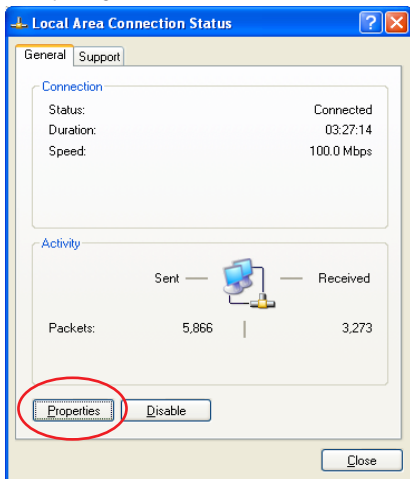 Local Area Connection Status
General Support
Connection
Status: Connected
Duration: 03:27:14
Speed: 100.0 Mbps
Activity
Sent — — Received
Packets: 5,866 | 3,273
Properties Disable
Close